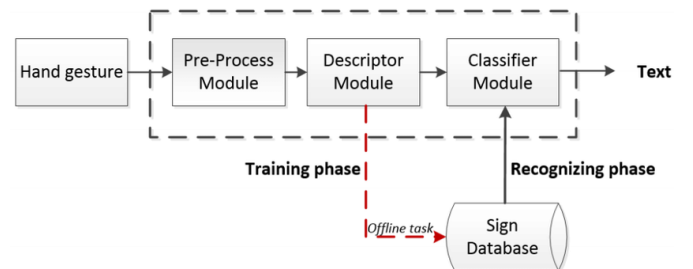 Hand gesture
Pre-Process
Module
Descriptor
Module
Classifier
Module
Text
Training phase
Recognizing phase
Offline task
Sign
Database